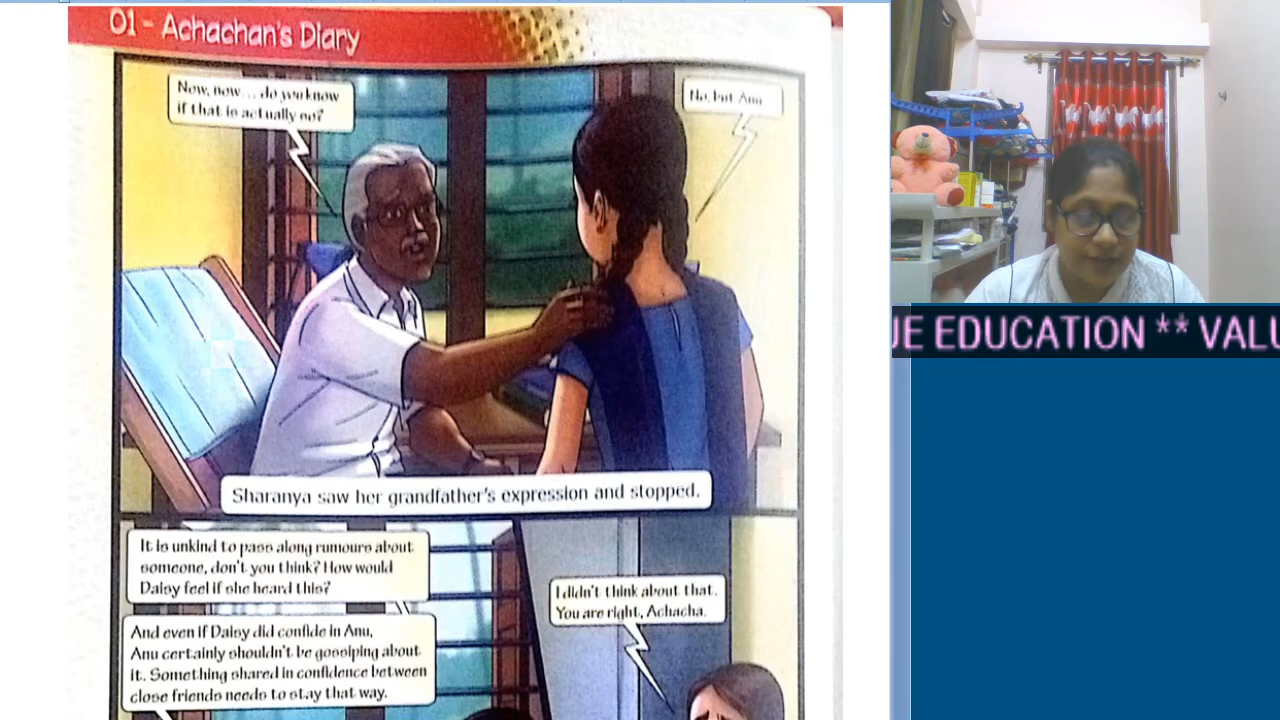 01 - Achachan's Diary
Now, now... do you know
if that is actually so?
No, but Anu...
Sharanya saw her grandfather's expression and stopped.
It is unkind to pass along rumours about
someone, don't you think? How would
Daisy feel if she heard this?
I didn't think about that.
You are right, Achacha.
And even if Daisy did confide in Anu,
Anu certainly shouldn't be gossiping about
it. Something shared in confidence between
close friends needs to stay that way.
UE EDUCATION ** VALU